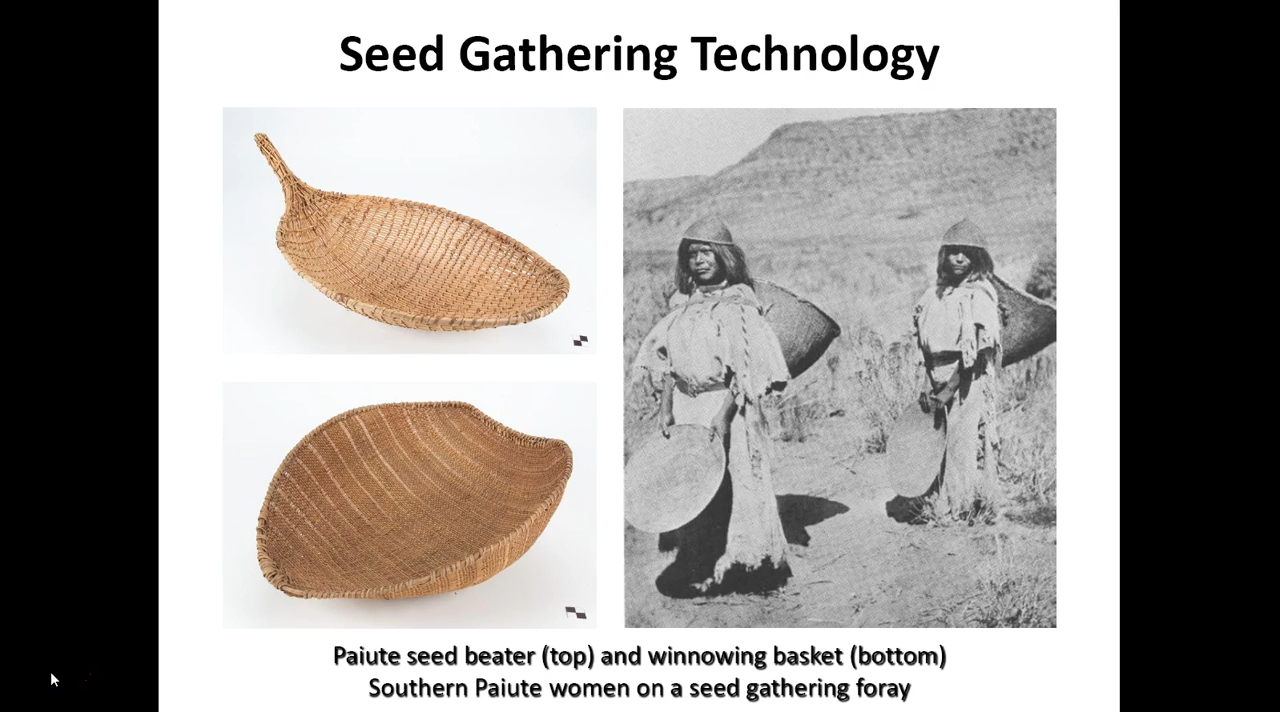 Seed Gathering Technology
Paiute seed beater (top) and winnowing basket (bottom)
Southern Paiute women on a seed gathering foray